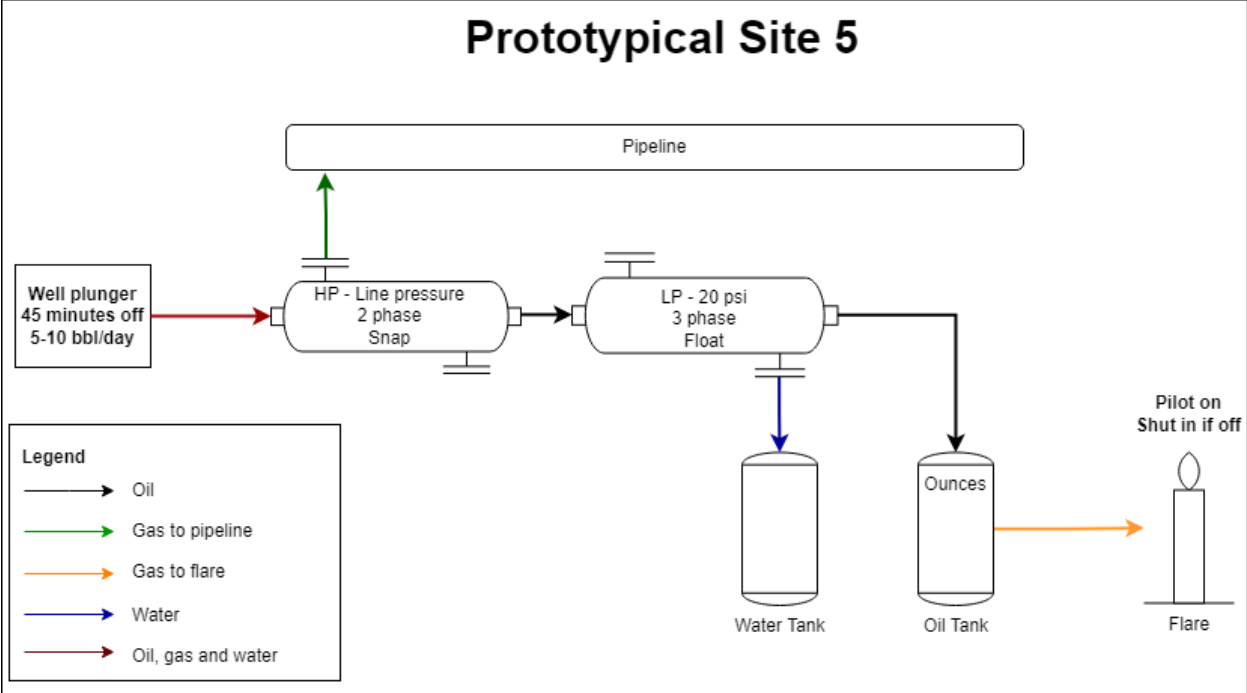 Prototypical Site 5
Pipeline
Well plunger
45 minutes off
5-10 bbl/day
HP - Line pressure
2 phase
Snap
LP - 20 psi
3 phase
Float
Pilot on
Shut in if off
Legend
Oil
Gas to pipeline
Gas to flare
Water
Oil, gas and water
Ounces
Water Tank
Oil Tank
Flare